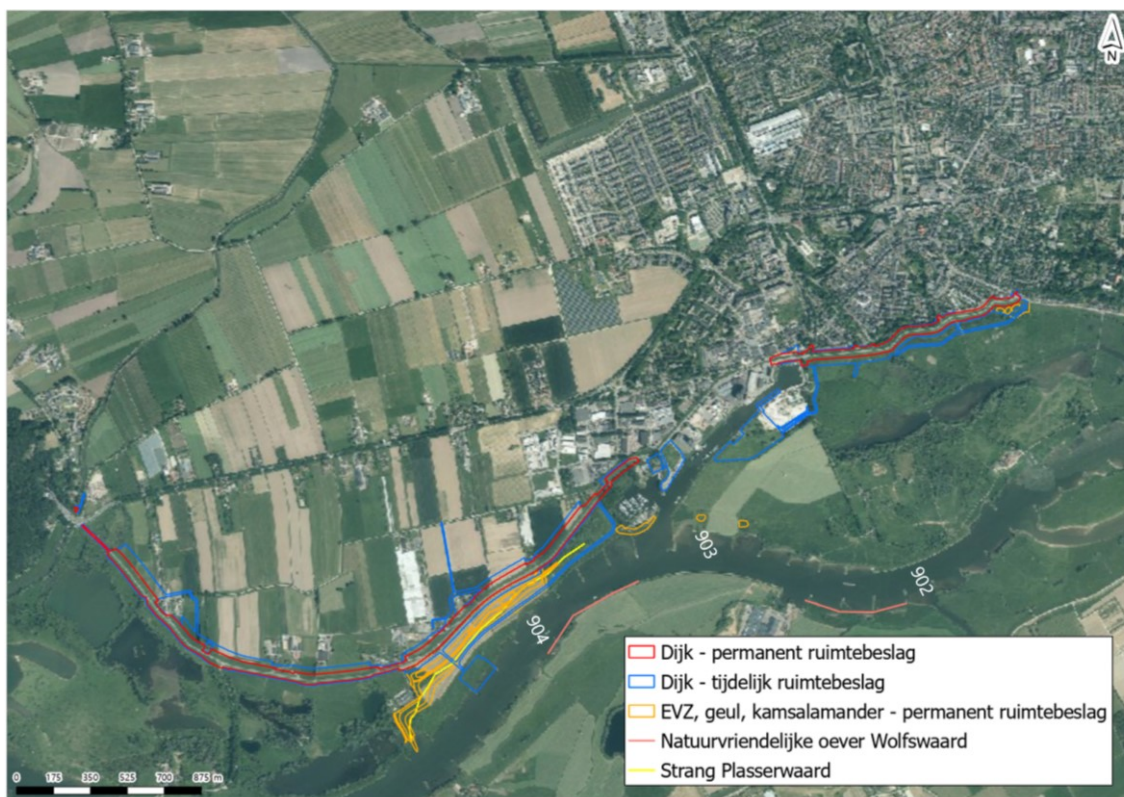 N
903
902
904
Dijk - permanent ruimtebeslag
Dijk - tijdelijk ruimtebeslag
EVZ, geul, kamsalamander - permanent ruimtebeslag
Natuurvriendelijke oever Wolfswaard
Strang Plasserwaard
0 175 350 525 700 875 m